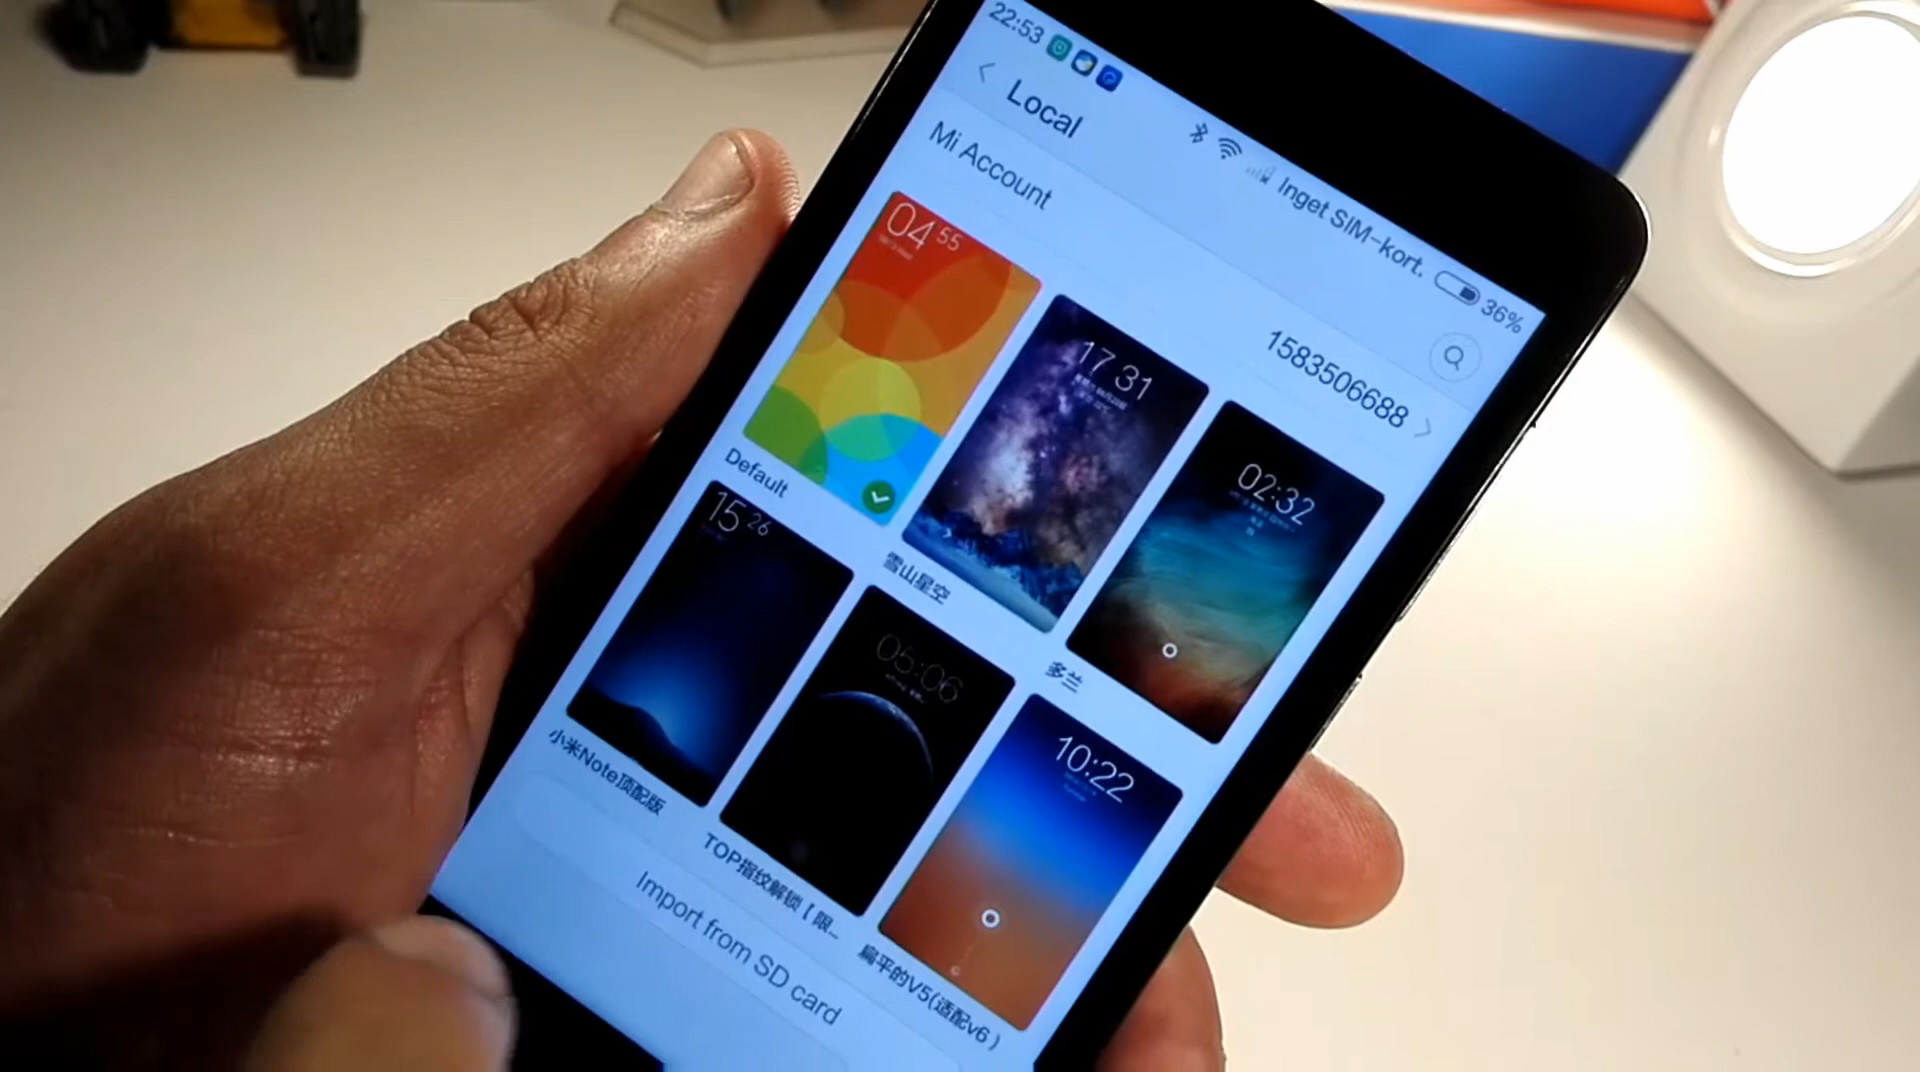 22:53
Inget SIM-kort.
36%
Local
Mi Account
1583506688
04 55
17 31
02:32
Default
雪山星空
多兰
15 26
05:06
10:22
小米Note顶配版
TOP指纹解锁【限...
扁平的V5(适配v6)
Import from SD card